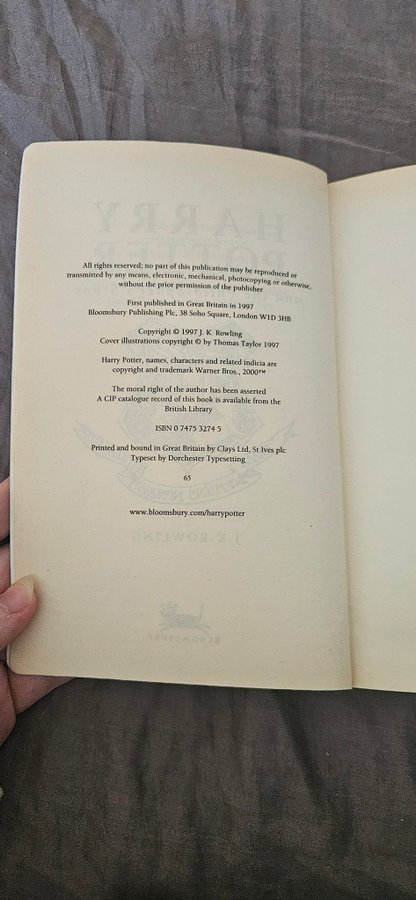 All rights reserved; no part of this publication may be reproduced or
transmitted by any means, electronic, mechanical, photocopying or otherwise,
without the prior permission of the publisher
First published in Great Britain in 1997
Bloomsbury Publishing Plc, 38 Soho Square, London W1D 3HB
Copyright © 1997 J. K. Rowling
Cover illustrations copyright © by Thomas Taylor 1997
Harry Potter, names, characters and related indicia are
copyright and trademark Warner Bros., 2000™
The moral right of the author has been asserted
A CIP catalogue record of this book is available from the
British Library
ISBN 0 7475 3274 5
Printed and bound in Great Britain by Clays Ltd, St Ives plc
Typeset by Dorchester Typesetting
65
www.bloomsbury.com/harrypotter
HARRY
POTTER
J.K. ROWLING
BLOOMSBURY